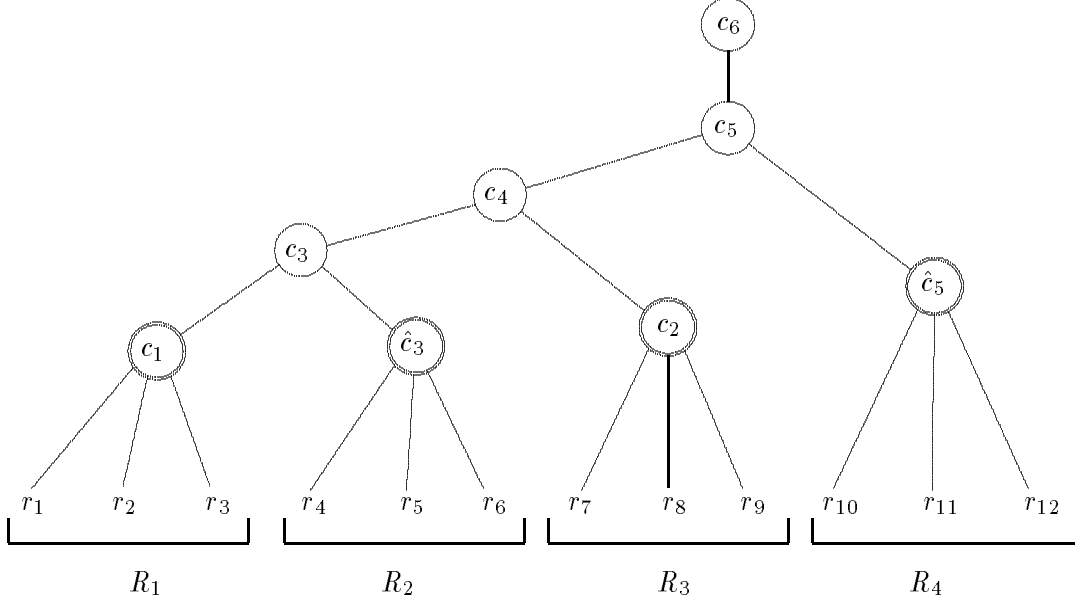 c₆
c₅
c₄
c₃
ĉ₅
c₂
c₁ ĉ₃
r₁ r₂ r₃ r₄ r₅ r₆ r₇ r₈ r₉ r₁₀ r₁₁ r₁₂
R₁ R₂ R₃ R₄